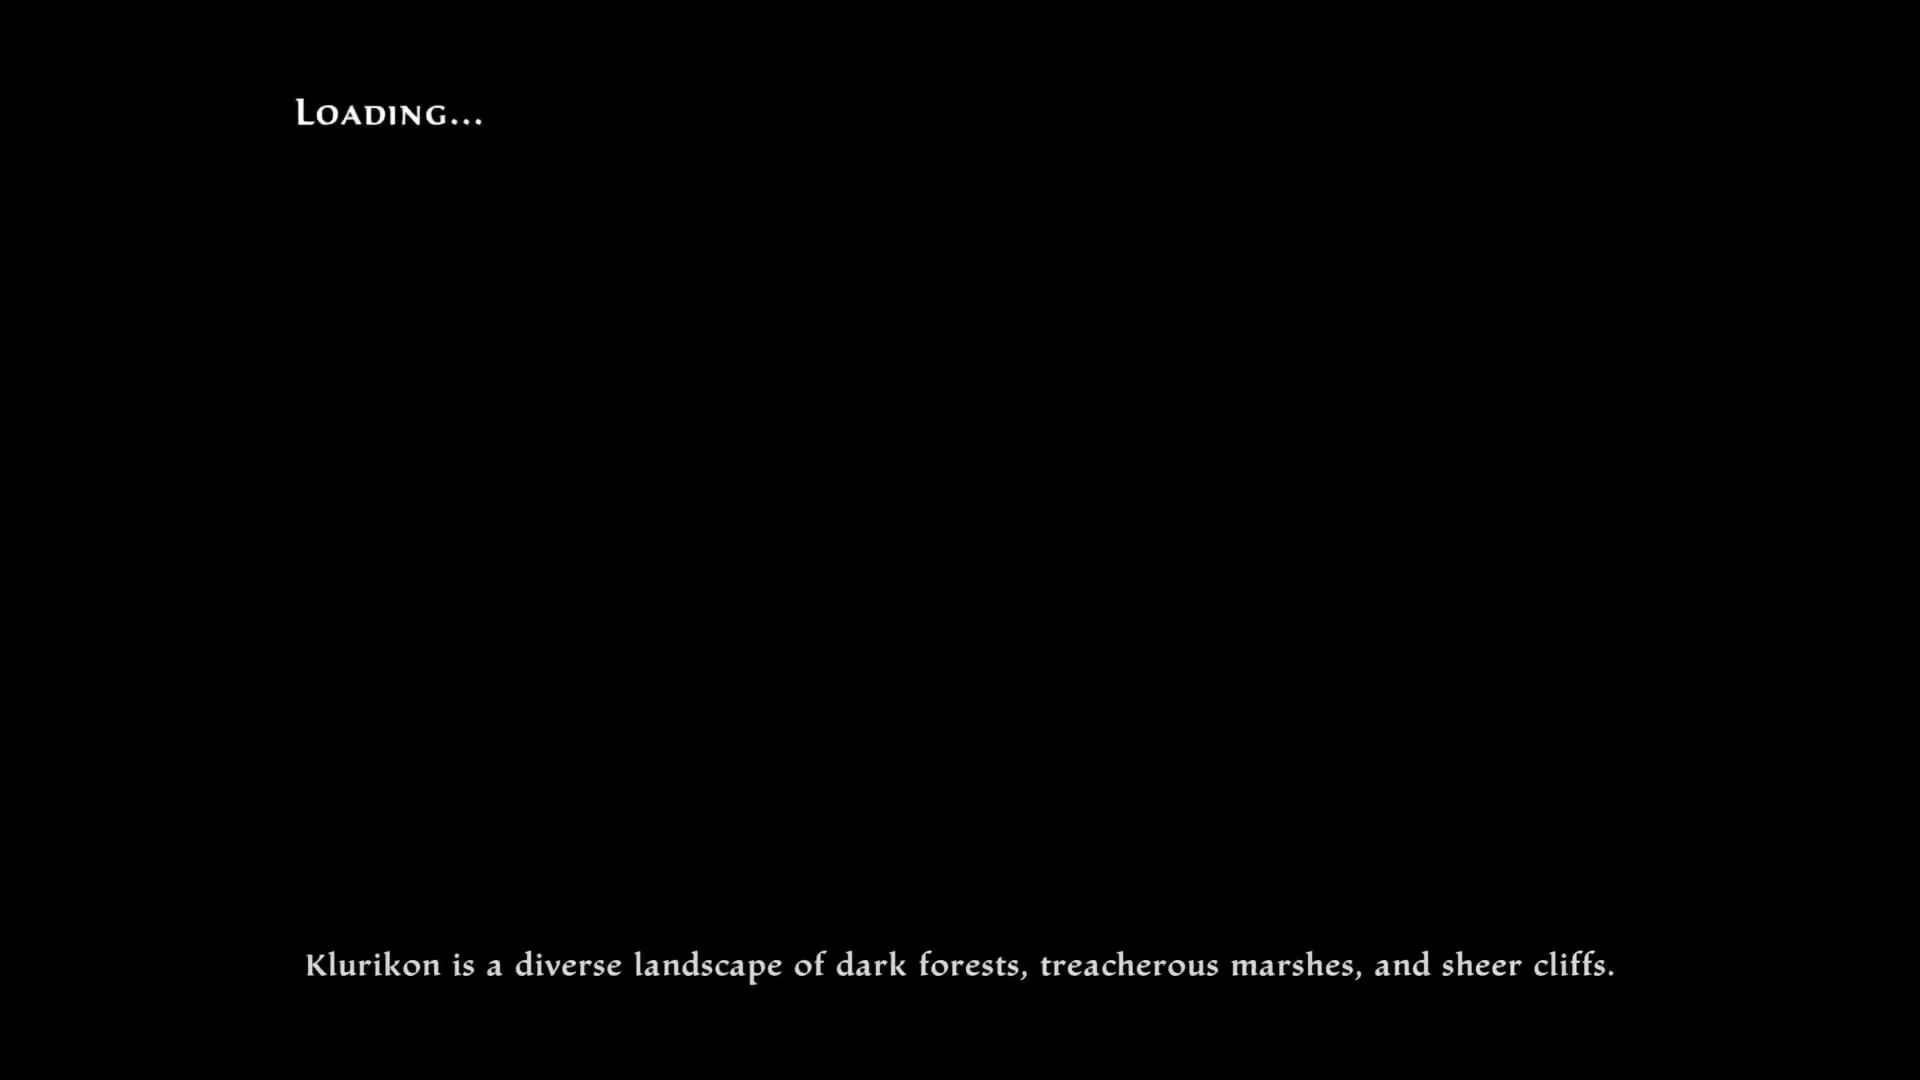 Loading...
Klurikon is a diverse landscape of dark forests, treacherous marshes, and sheer cliffs.